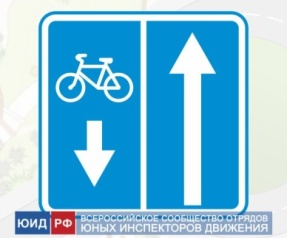 ЮИД РФ ВСЕРОССИЙСКОЕ СООБЩЕСТВО ОТРЯДОВ
ЮНЫХ ИНСПЕКТОРОВ ДВИЖЕНИЯ